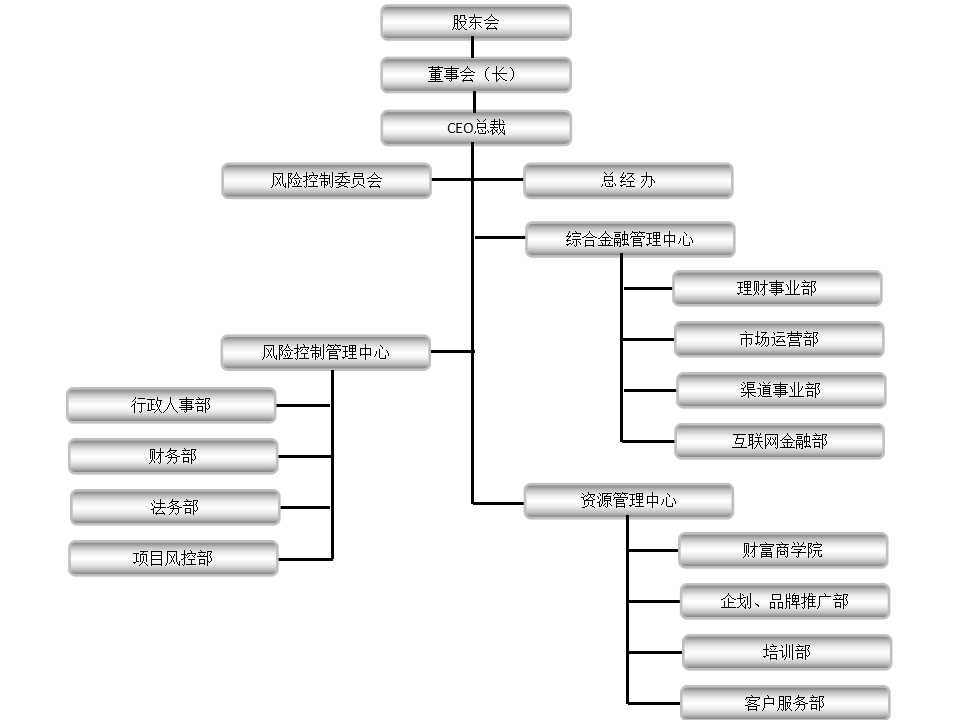 股东会
董事会（长）
CEO总裁
风险控制委员会
总 经 办
综合金融管理中心
理财事业部
市场运营部
风险控制管理中心
渠道事业部
行政人事部
互联网金融部
财务部
资源管理中心
法务部
财富商学院
项目风控部
企划、品牌推广部
培训部
客户服务部